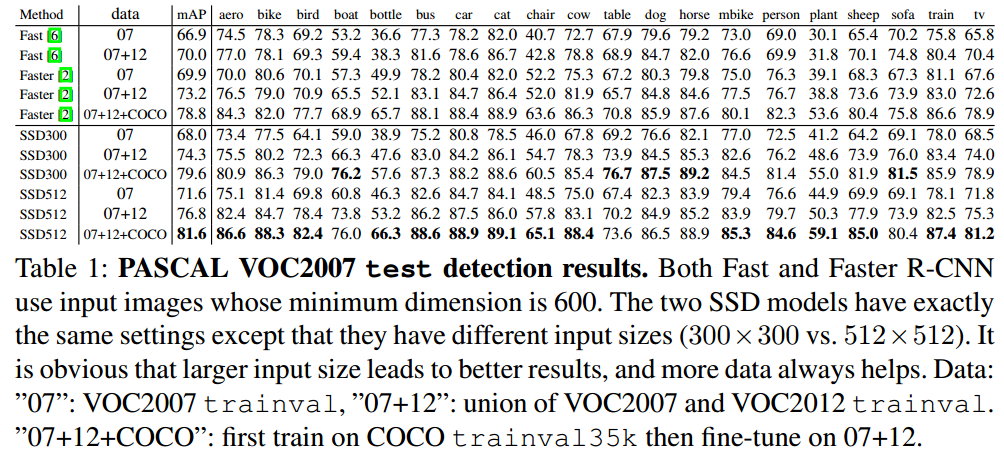 Method data mAP aero bike bird boat bottle bus car cat chair cow table dog horse mbike person plant sheep sofa train tv
Fast [6] 07 66.9 74.5 78.3 69.2 53.2 36.6 77.3 78.2 82.0 40.7 72.7 67.9 79.6 79.2 73.0 69.0 30.1 65.4 70.2 75.8 65.8
Fast [6] 07+12 70.0 77.0 78.1 69.3 59.4 38.3 81.6 78.6 86.7 42.8 78.8 68.9 84.7 82.0 76.6 69.9 31.8 70.1 74.8 80.4 70.4
Faster [2] 07 69.9 70.0 80.6 70.1 57.3 49.9 78.2 80.4 82.0 52.2 75.3 67.2 80.3 79.8 75.0 76.3 39.1 68.3 67.3 81.1 67.6
Faster [2] 07+12 73.2 76.5 79.0 70.9 65.5 52.1 83.1 84.7 86.4 52.0 81.9 65.7 84.8 84.6 77.5 76.7 38.8 73.6 73.9 83.0 72.6
Faster [2] 07+12+COCO 78.8 84.3 82.0 77.7 68.9 65.7 88.1 88.4 88.9 63.6 86.3 70.8 85.9 87.6 80.1 82.3 53.6 80.4 75.8 86.6 78.9
SSD300 07 68.0 73.4 77.5 64.1 59.0 38.9 75.2 80.8 78.5 46.0 67.8 69.2 76.6 82.1 77.0 72.5 41.2 64.2 69.1 78.0 68.5
SSD300 07+12 74.3 75.5 80.2 72.3 66.3 47.6 83.0 84.2 86.1 54.7 78.3 73.9 84.5 85.3 82.6 76.2 48.6 73.9 76.0 83.4 74.0
SSD300 07+12+COCO 79.6 80.9 86.3 79.0 76.2 57.6 87.3 88.2 88.6 60.5 85.4 76.7 87.5 89.2 84.5 81.4 55.0 81.9 81.5 85.9 78.9
SSD512 07 71.6 75.1 81.4 69.8 60.8 46.3 82.6 84.7 84.1 48.5 75.0 67.4 82.3 83.9 79.4 76.6 44.9 69.9 69.1 78.1 71.8
SSD512 07+12 76.8 82.4 84.7 78.4 73.8 53.2 86.2 87.5 86.0 57.8 83.1 70.2 84.9 85.2 83.9 79.7 50.3 77.9 73.9 82.5 75.3
SSD512 07+12+COCO 81.6 86.6 88.3 82.4 76.0 66.3 88.6 88.9 89.1 65.1 88.4 73.6 86.5 88.9 85.3 84.6 59.1 85.0 80.4 87.4 81.2
Table 1: PASCAL VOC2007 test detection results. Both Fast and Faster R-CNN
use input images whose minimum dimension is 600. The two SSD models have exactly
the same settings except that they have different input sizes (300×300 vs. 512×512). It
is obvious that larger input size leads to better results, and more data always helps. Data:
”07”: VOC2007 trainval, ”07+12”: union of VOC2007 and VOC2012 trainval.
”07+12+COCO”: first train on COCO trainval35k then fine-tune on 07+12.